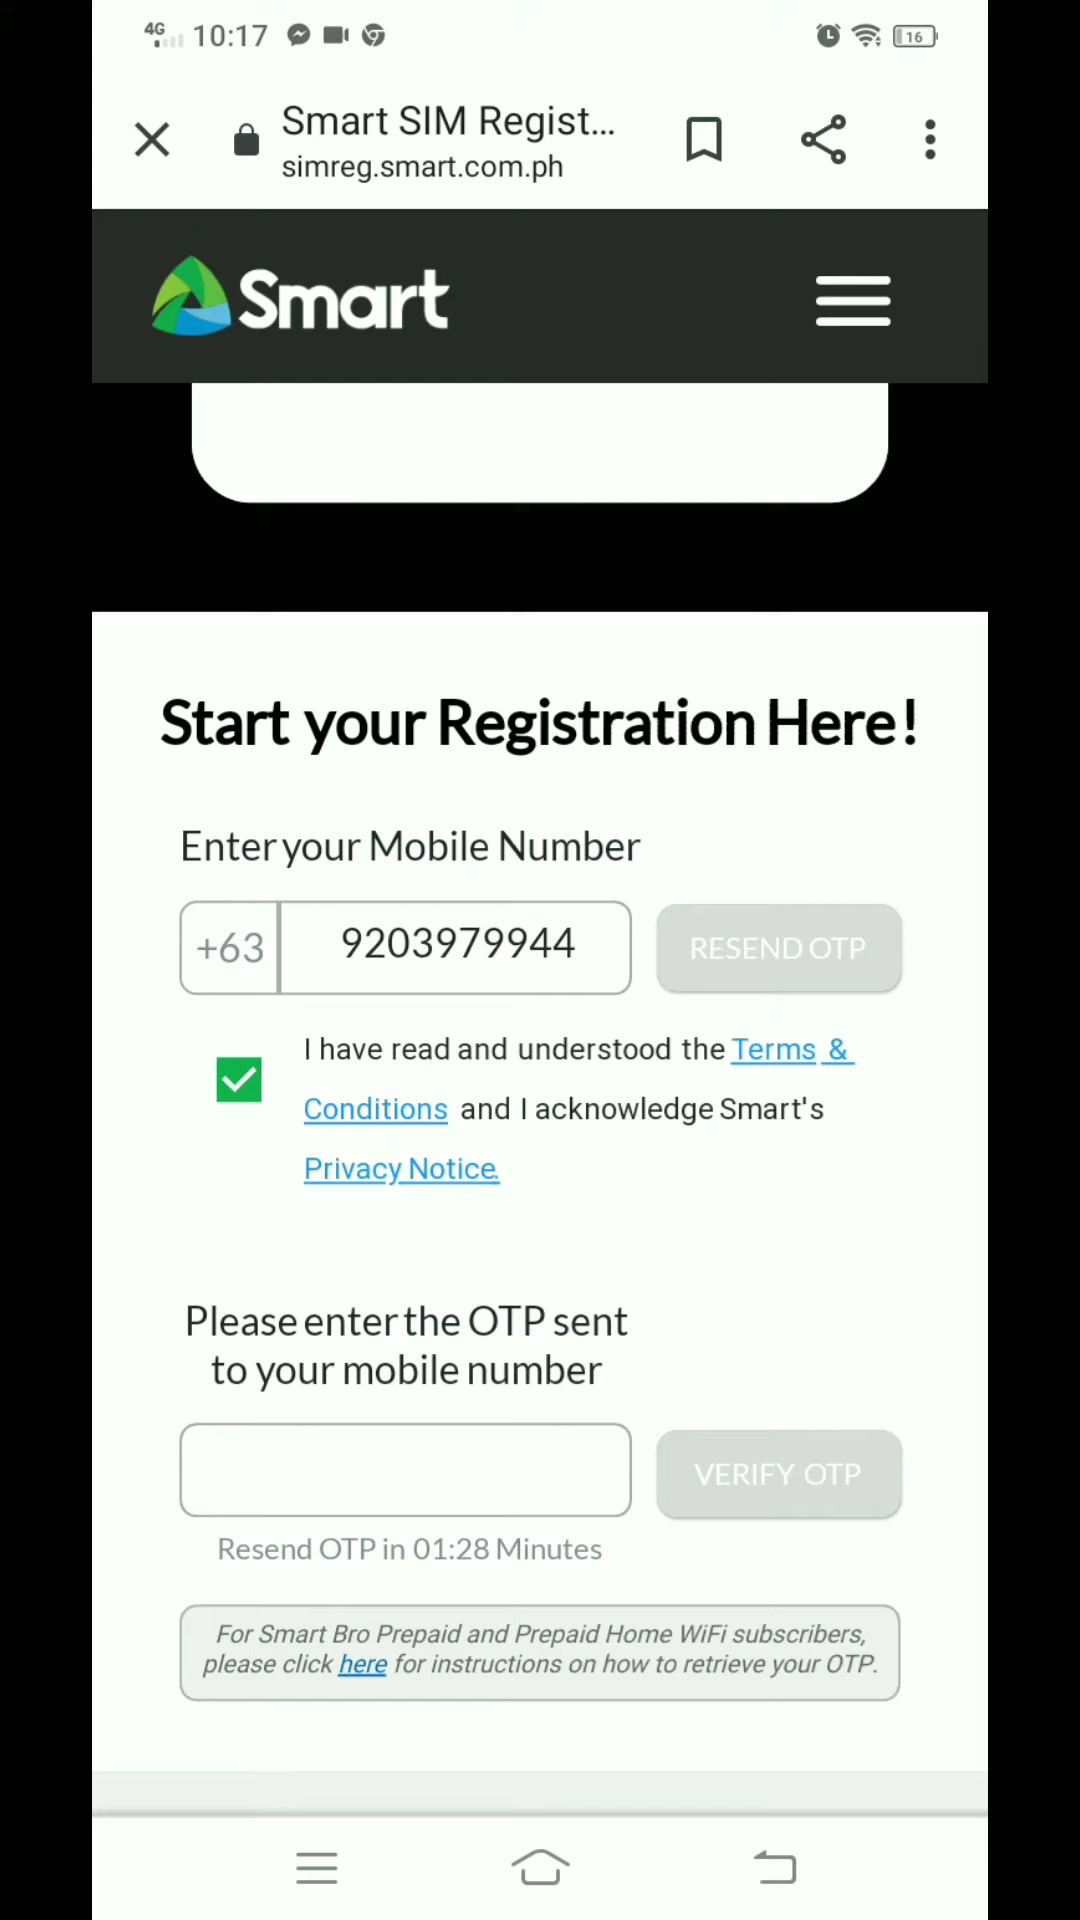 4G 10:17 16
Smart SIM Regist...
simreg.smart.com.ph
Smart
Start your Registration Here!
Enter your Mobile Number
+63 9203979944 RESEND OTP
I have read and understood the Terms &
Conditions and I acknowledge Smart's
Privacy Notice.
Please enter the OTP sent
to your mobile number
VERIFY OTP
Resend OTP in 01:28 Minutes
For Smart Bro Prepaid and Prepaid Home WiFi subscribers,
please click here for instructions on how to retrieve your OTP.